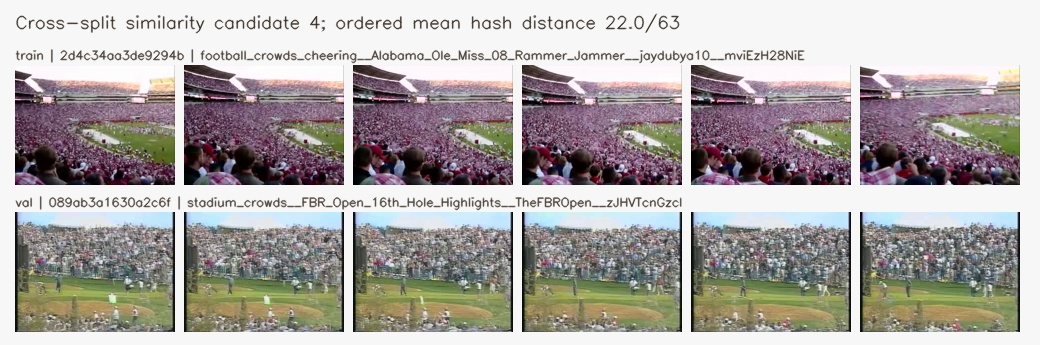 Cross-split similarity candidate 4; ordered mean hash distance 22.0/63
train | 2d4c34aa3de9294b | football_crowds_cheering__Alabama_Ole_Miss_08_Rammer_Jammer__jaydubya10__mviEzH28NiE
val | 089ab3a1630a2c6f | stadium_crowds__FBR_Open_16th_Hole_Highlights__TheFBROpen__zJHVTcnGzcI